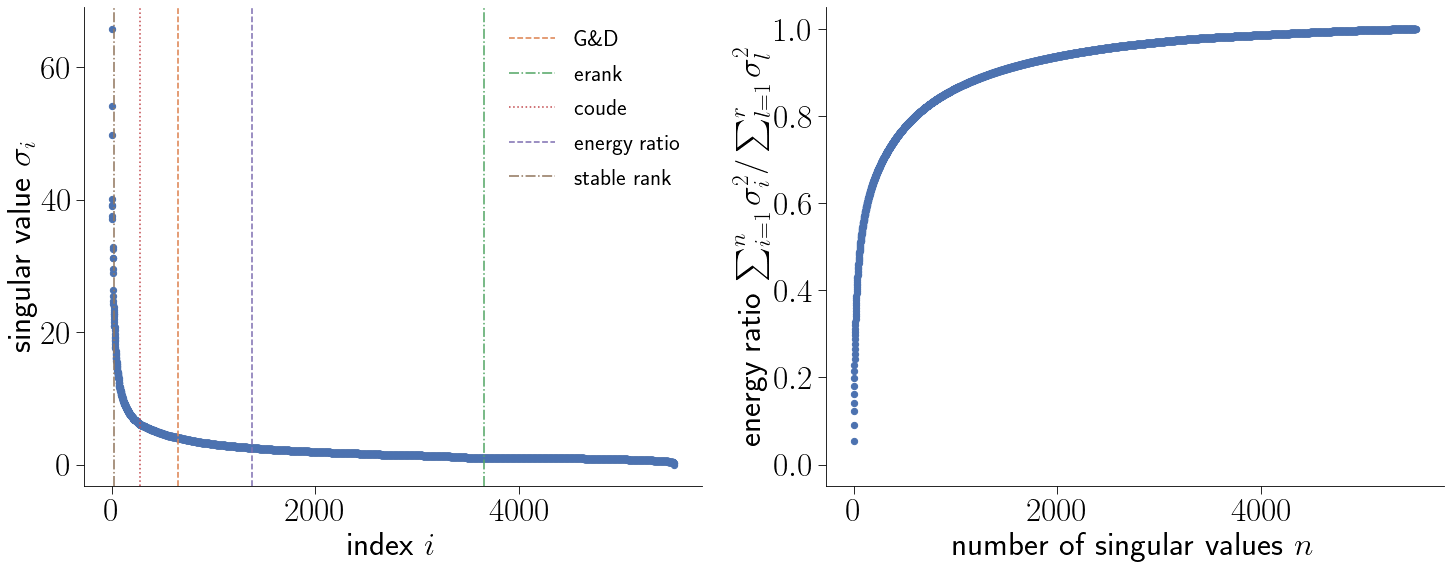 singular value σ_i
60
40
20
0
0
2000
4000
index i
G&D
erank
coude
energy ratio
stable rank
energy ratio ∑_{i=1}^{n} σ_i^2 / ∑_{l=1}^{r} σ_l^2
1.0
0.8
0.6
0.4
0.2
0.0
0
2000
4000
number of singular values n